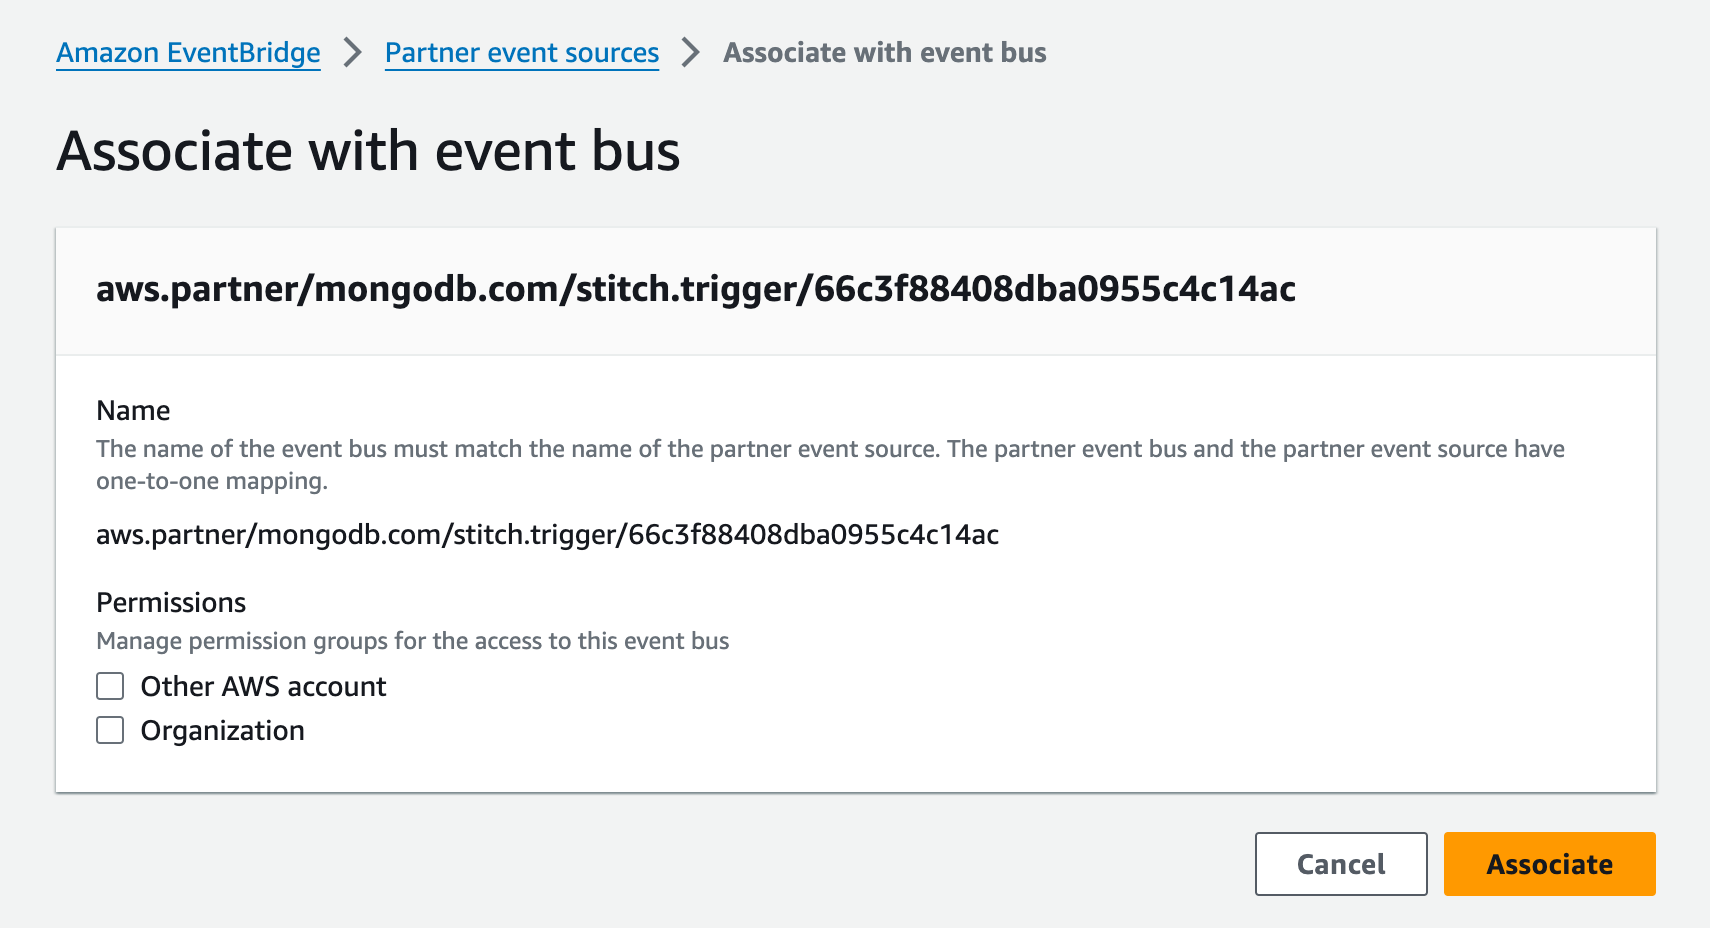 Amazon EventBridge > Partner event sources > Associate with event bus
Associate with event bus
aws.partner/mongodb.com/stitch.trigger/66c3f88408dba0955c4c14ac
Name
The name of the event bus must match the name of the partner event source. The partner event bus and the partner event source have
one-to-one mapping.
aws.partner/mongodb.com/stitch.trigger/66c3f88408dba0955c4c14ac
Permissions
Manage permission groups for the access to this event bus
Other AWS account
Organization
Cancel Associate